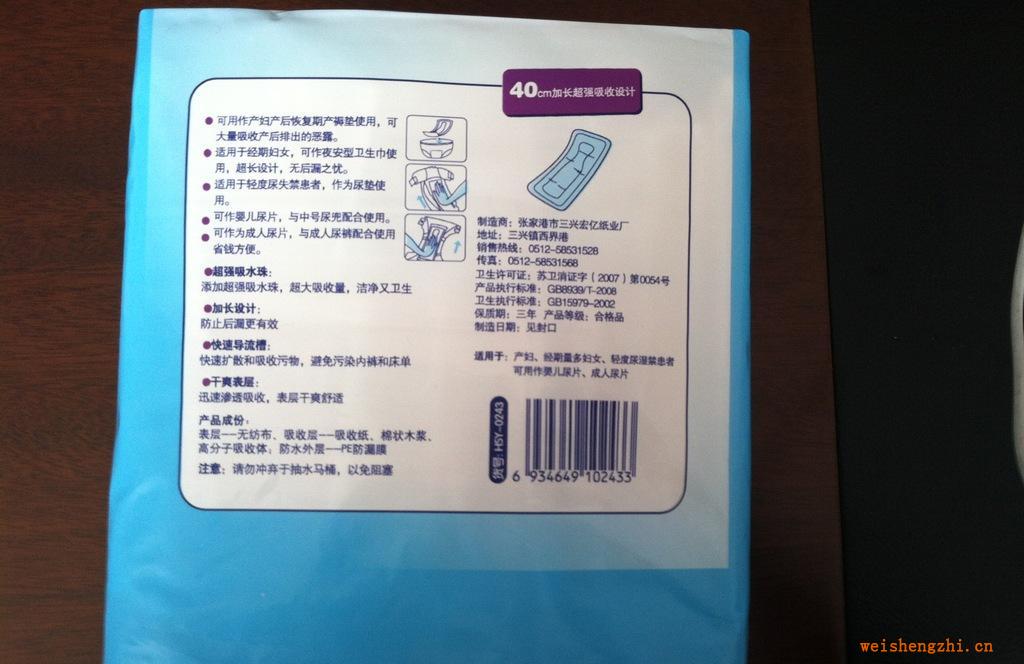 40cm加长超强吸收设计
●可用作产妇产后恢复期产褥垫使用，可
大量吸收产后排出的恶露。
●适用于经期妇女，可作夜安型卫生巾使
用，超长设计，无后漏之忧。
●适用于轻度尿失禁患者，作为尿垫使
用。
●可作婴儿尿片，与中号尿兜配合使用。
●可作为成人尿片，与成人尿裤配合使用
省钱方便。
●超强吸水珠：
添加超强吸水珠，超大吸收量，洁净又卫生
●加长设计：
防止后漏更有效
●快速导流槽：
快速扩散和吸收污物，避免污染内裤和床单
●干爽表层：
迅速渗透吸收，表层干爽舒适
产品成份：
表层——无纺布、吸收层——吸收纸、棉状木浆、
高分子吸收体；防水外层——PE防漏膜
注意：请勿冲弃于抽水马桶，以免阻塞
制造商：张家港市三兴宏亿纸业厂
地址：三兴镇西界港
销售热线：0512-58531528
传真：0512-58531568
卫生许可证：苏卫消证字（2007）第0054号
产品执行标准：GB8939/T-2008
卫生执行标准：GB15979-2002
保质期：三年 产品等级：合格品
制造日期：见封口
适用于：产妇、经期量多妇女、轻度尿湿禁患者
可用作婴儿尿片、成人尿片
货号：HSY-0243
6 934649 102433
weishengzhi.cn